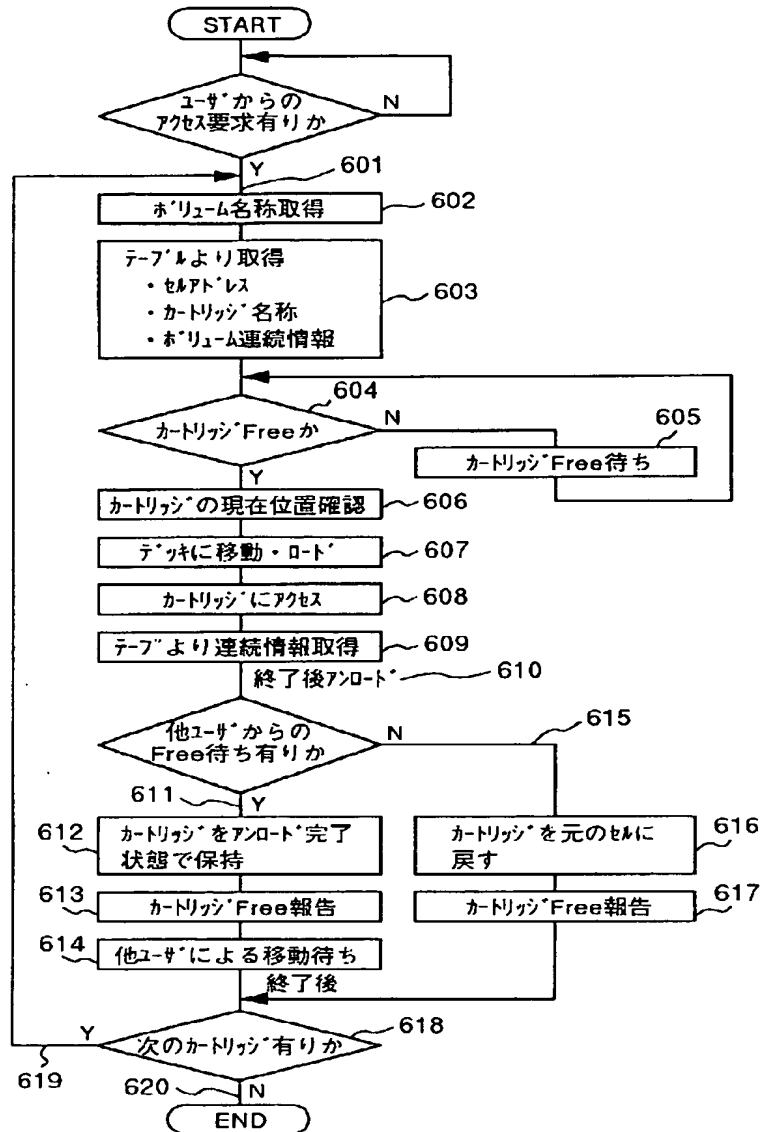 START
ユーザからの
アクセス要求有りか
N
Y
601
ボリューム名称取得
602
テーブルより取得
・セルアドレス
・カートリッジ名称
・ボリューム連続情報
603
604
カートリッジFreeか
N
605
カートリッジFree待ち
Y
カートリッジの現在位置確認
606
デッキに移動・ロード
607
カートリッジにアクセス
608
テーブより連続情報取得
609
終了後アンロード
610
他ユーザからの
Free待ち有りか
N
615
611
Y
612
カートリッジをアンロード完了
状態で保持
カートリッジを元のセルに
戻す
616
613
カートリッジFree報告
カートリッジFree報告
617
614
他ユーザによる移動待ち
終了後
618
Y
次のカートリッジ有りか
619
620
N
END